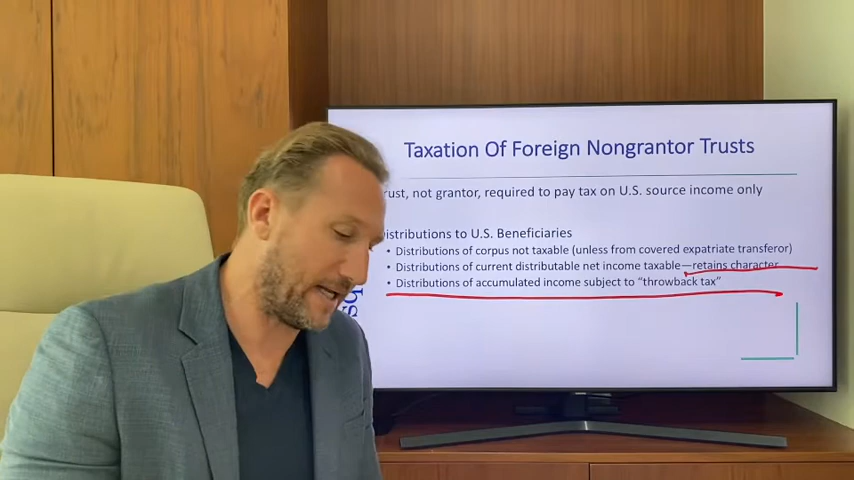 Taxation Of Foreign Nongrantor Trusts
rust, not grantor, required to pay tax on U.S. source income only
istributions to U.S. Beneficiaries
• Distributions of corpus not taxable (unless from covered expatriate transferor)
• Distributions of current distributable net income taxable—retains character
• Distributions of accumulated income subject to “throwback tax”